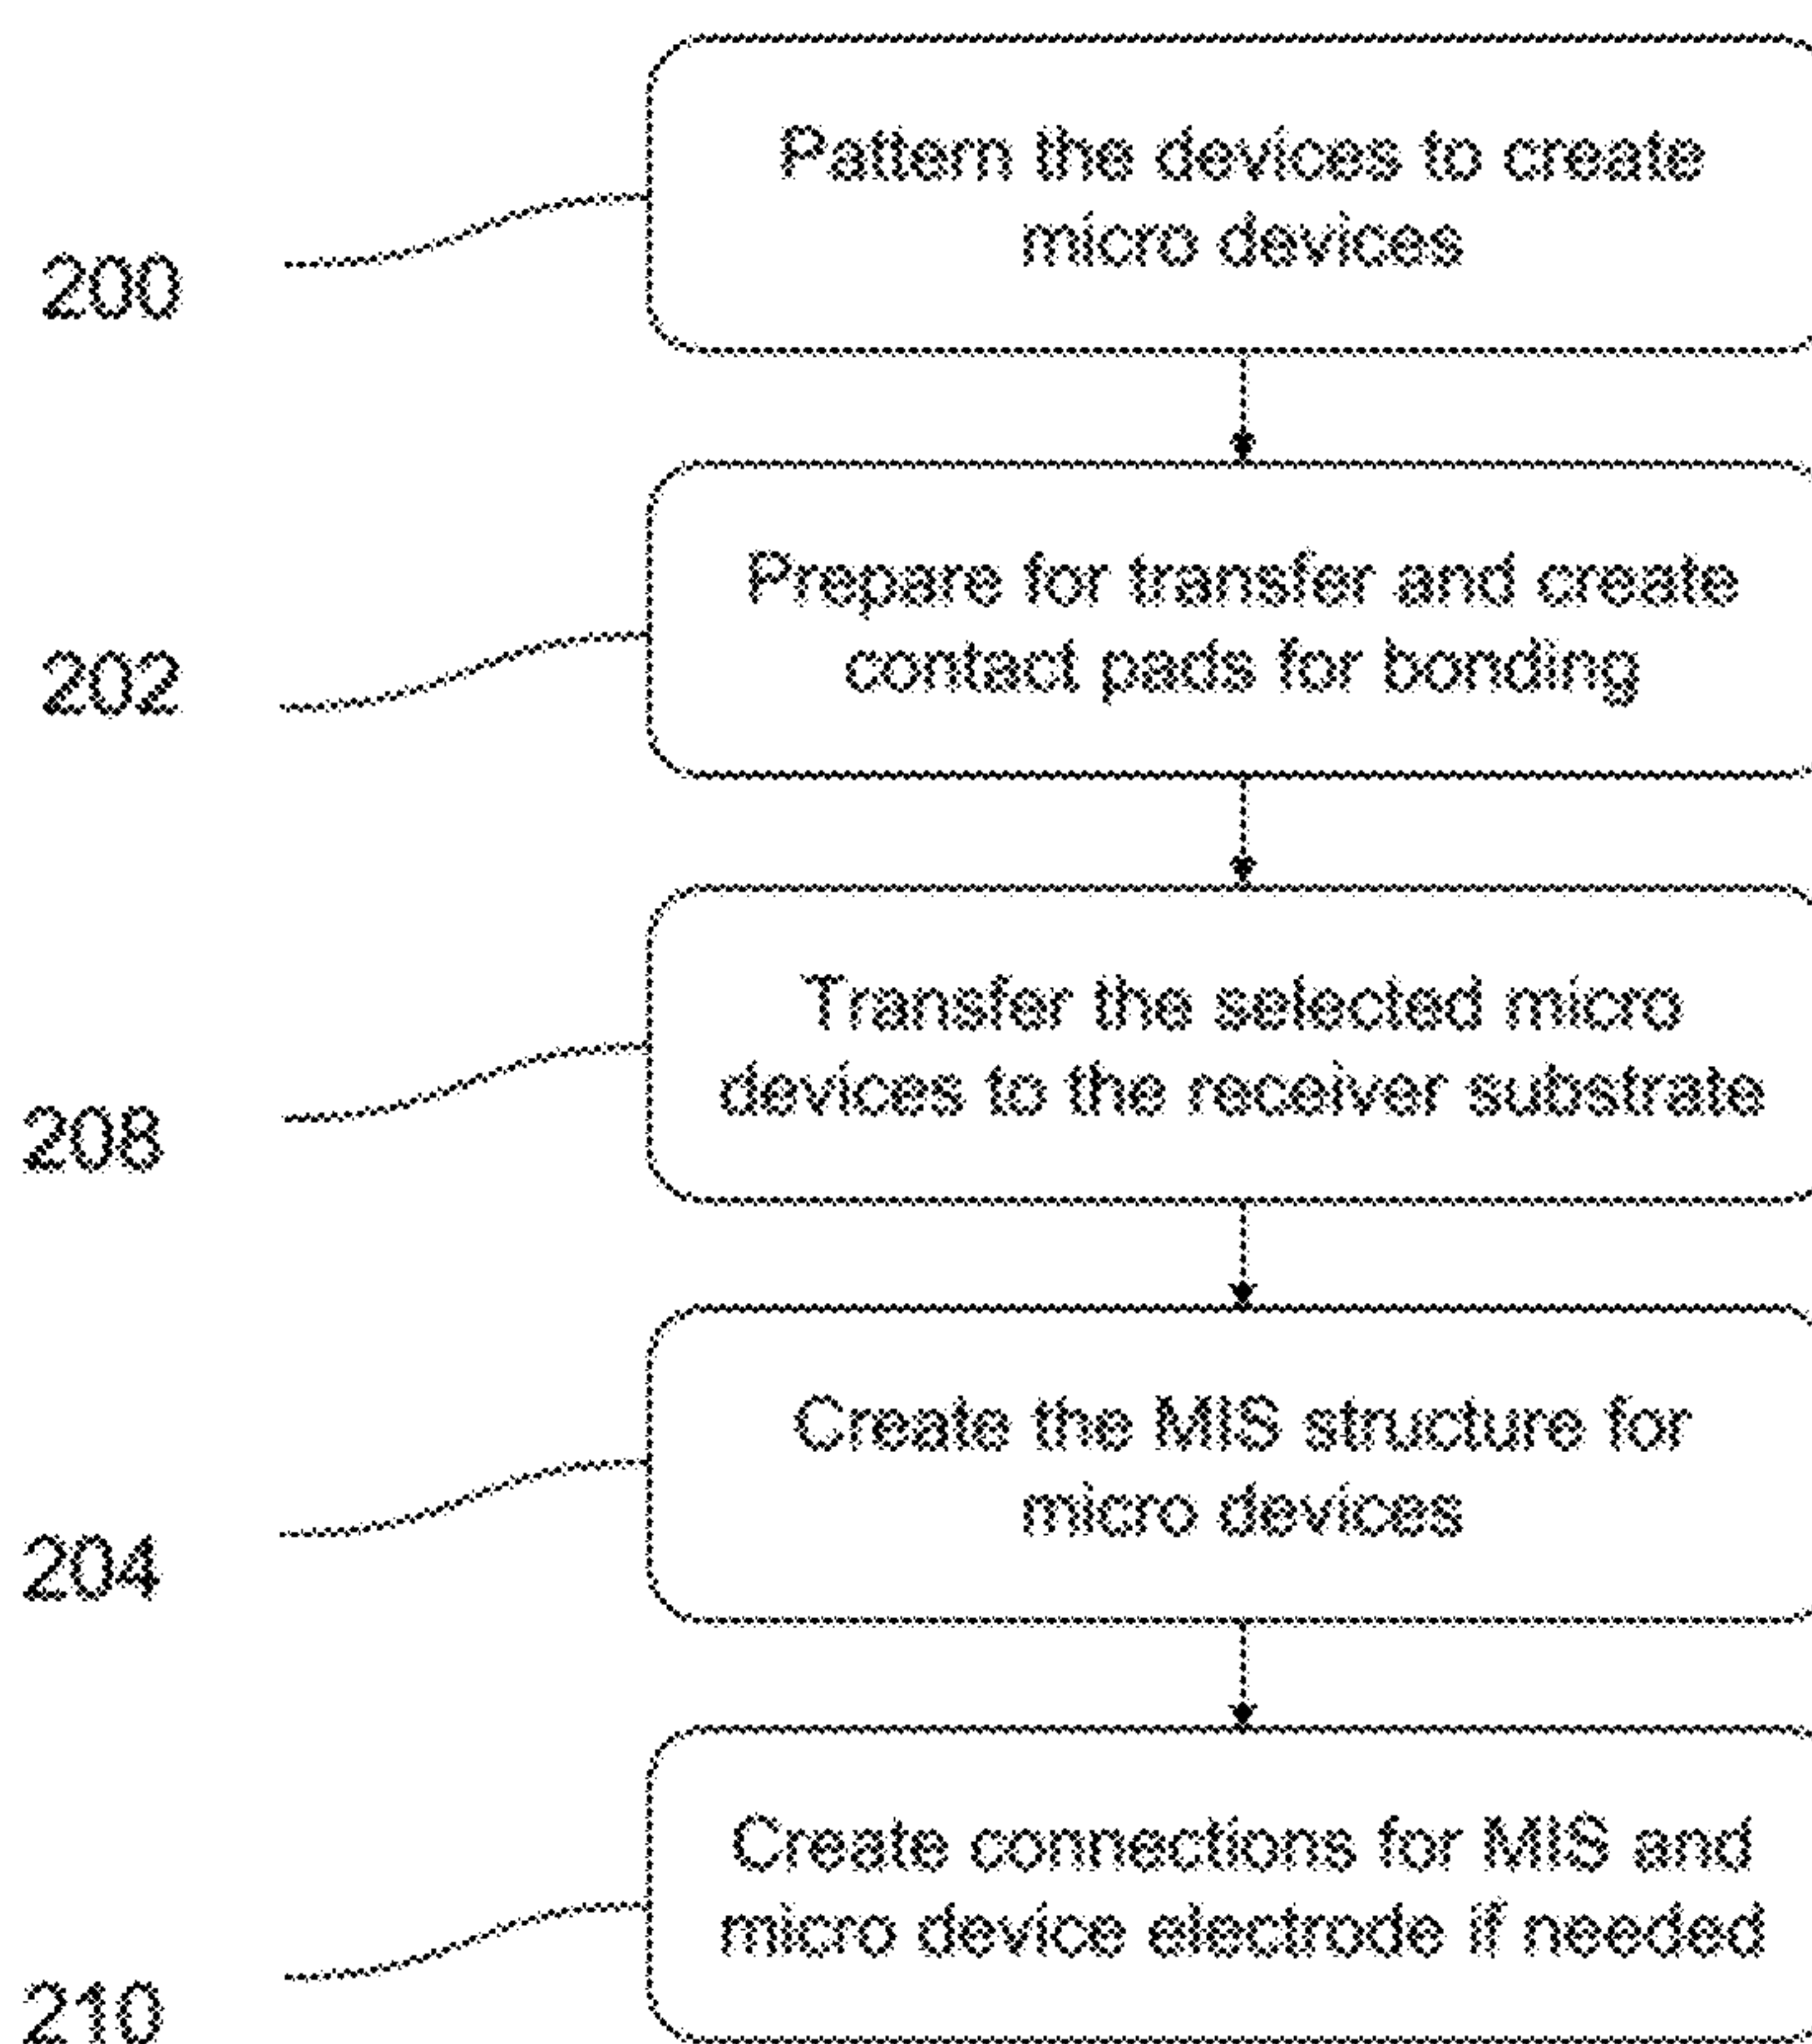 200
Pattern the devices to create
micro devices
202
Prepare for transfer and create
contact pads for bonding
208
Transfer the selected micro
devices to the receiver substrate
204
Create the MIS structure for
micro devices
210
Create connections for MIS and
micro device electrode if needed